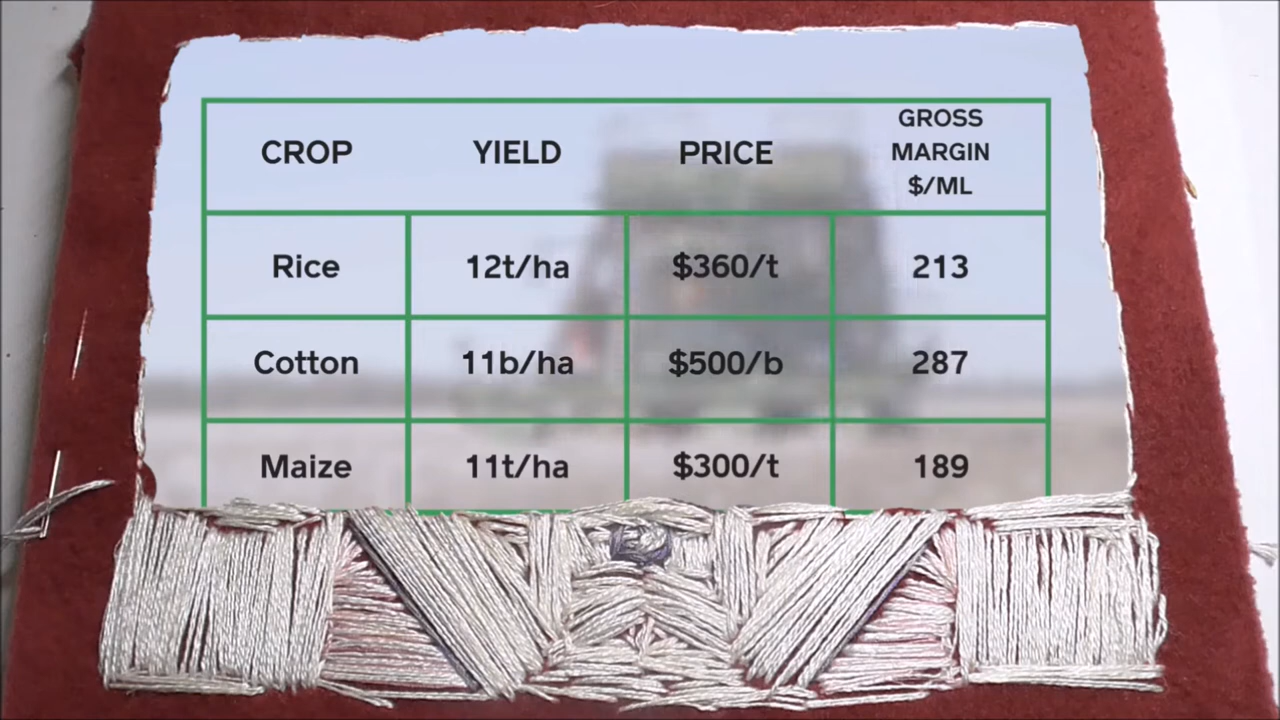 CROP YIELD PRICE GROSS MARGIN $/ML
Rice 12t/ha $360/t 213
Cotton 11b/ha $500/b 287
Maize 11t/ha $300/t 189